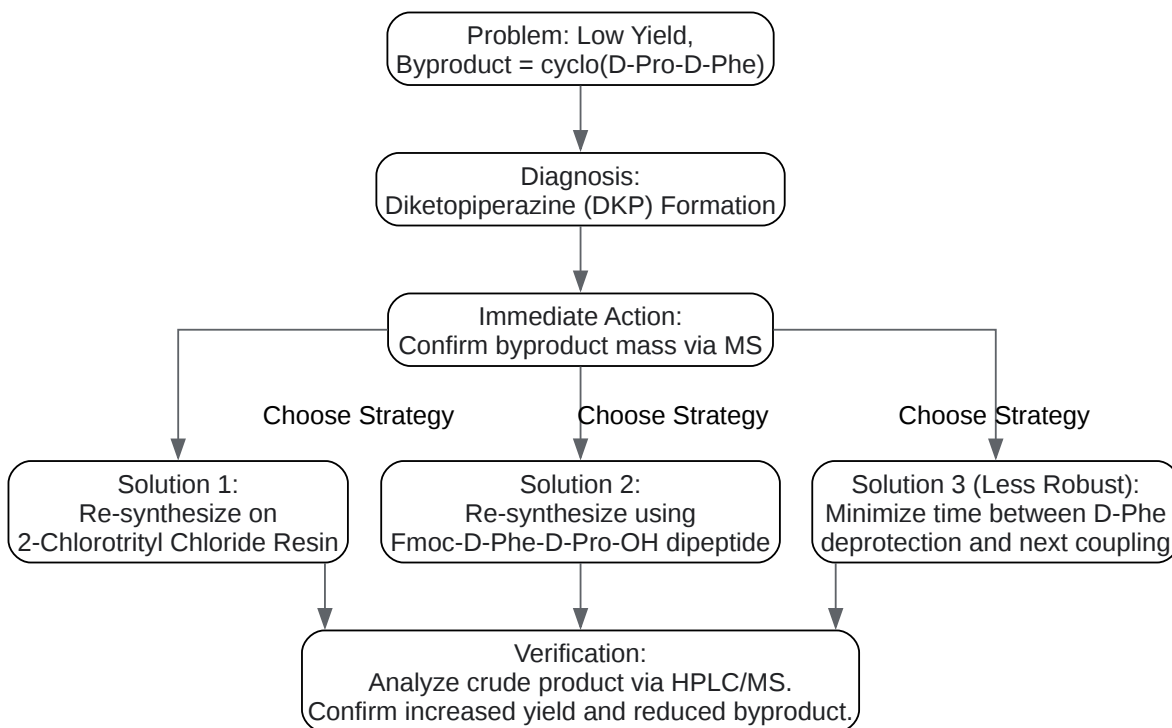 Problem: Low Yield,
Byproduct = cyclo(D-Pro-D-Phe)
Diagnosis:
Diketopiperazine (DKP) Formation
Immediate Action:
Confirm byproduct mass via MS
Choose Strategy
Choose Strategy
Choose Strategy
Solution 1:
Re-synthesize on
2-Chlorotrityl Chloride Resin
Solution 2:
Re-synthesize using
Fmoc-D-Phe-D-Pro-OH dipeptide
Solution 3 (Less Robust):
Minimize time between D-Phe
deprotection and next coupling
Verification:
Analyze crude product via HPLC/MS.
Confirm increased yield and reduced byproduct.